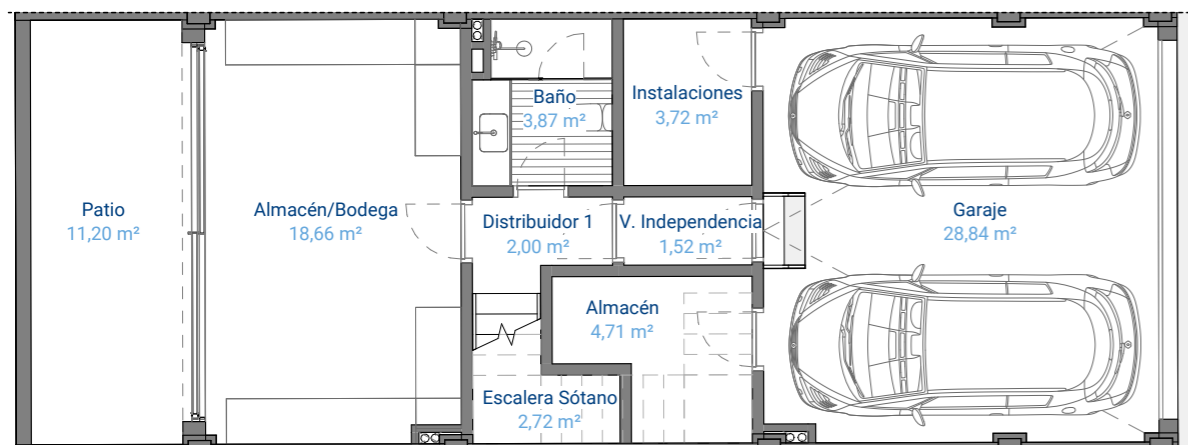 Baño
3,87 m²
Instalaciones
3,72 m²
Patio
11,20 m²
Almacén/Bodega
18,66 m²
Distribuidor 1
2,00 m²
V. Independencia
1,52 m²
Garaje
28,84 m²
Almacén
4,71 m²
Escalera Sótano
2,72 m²